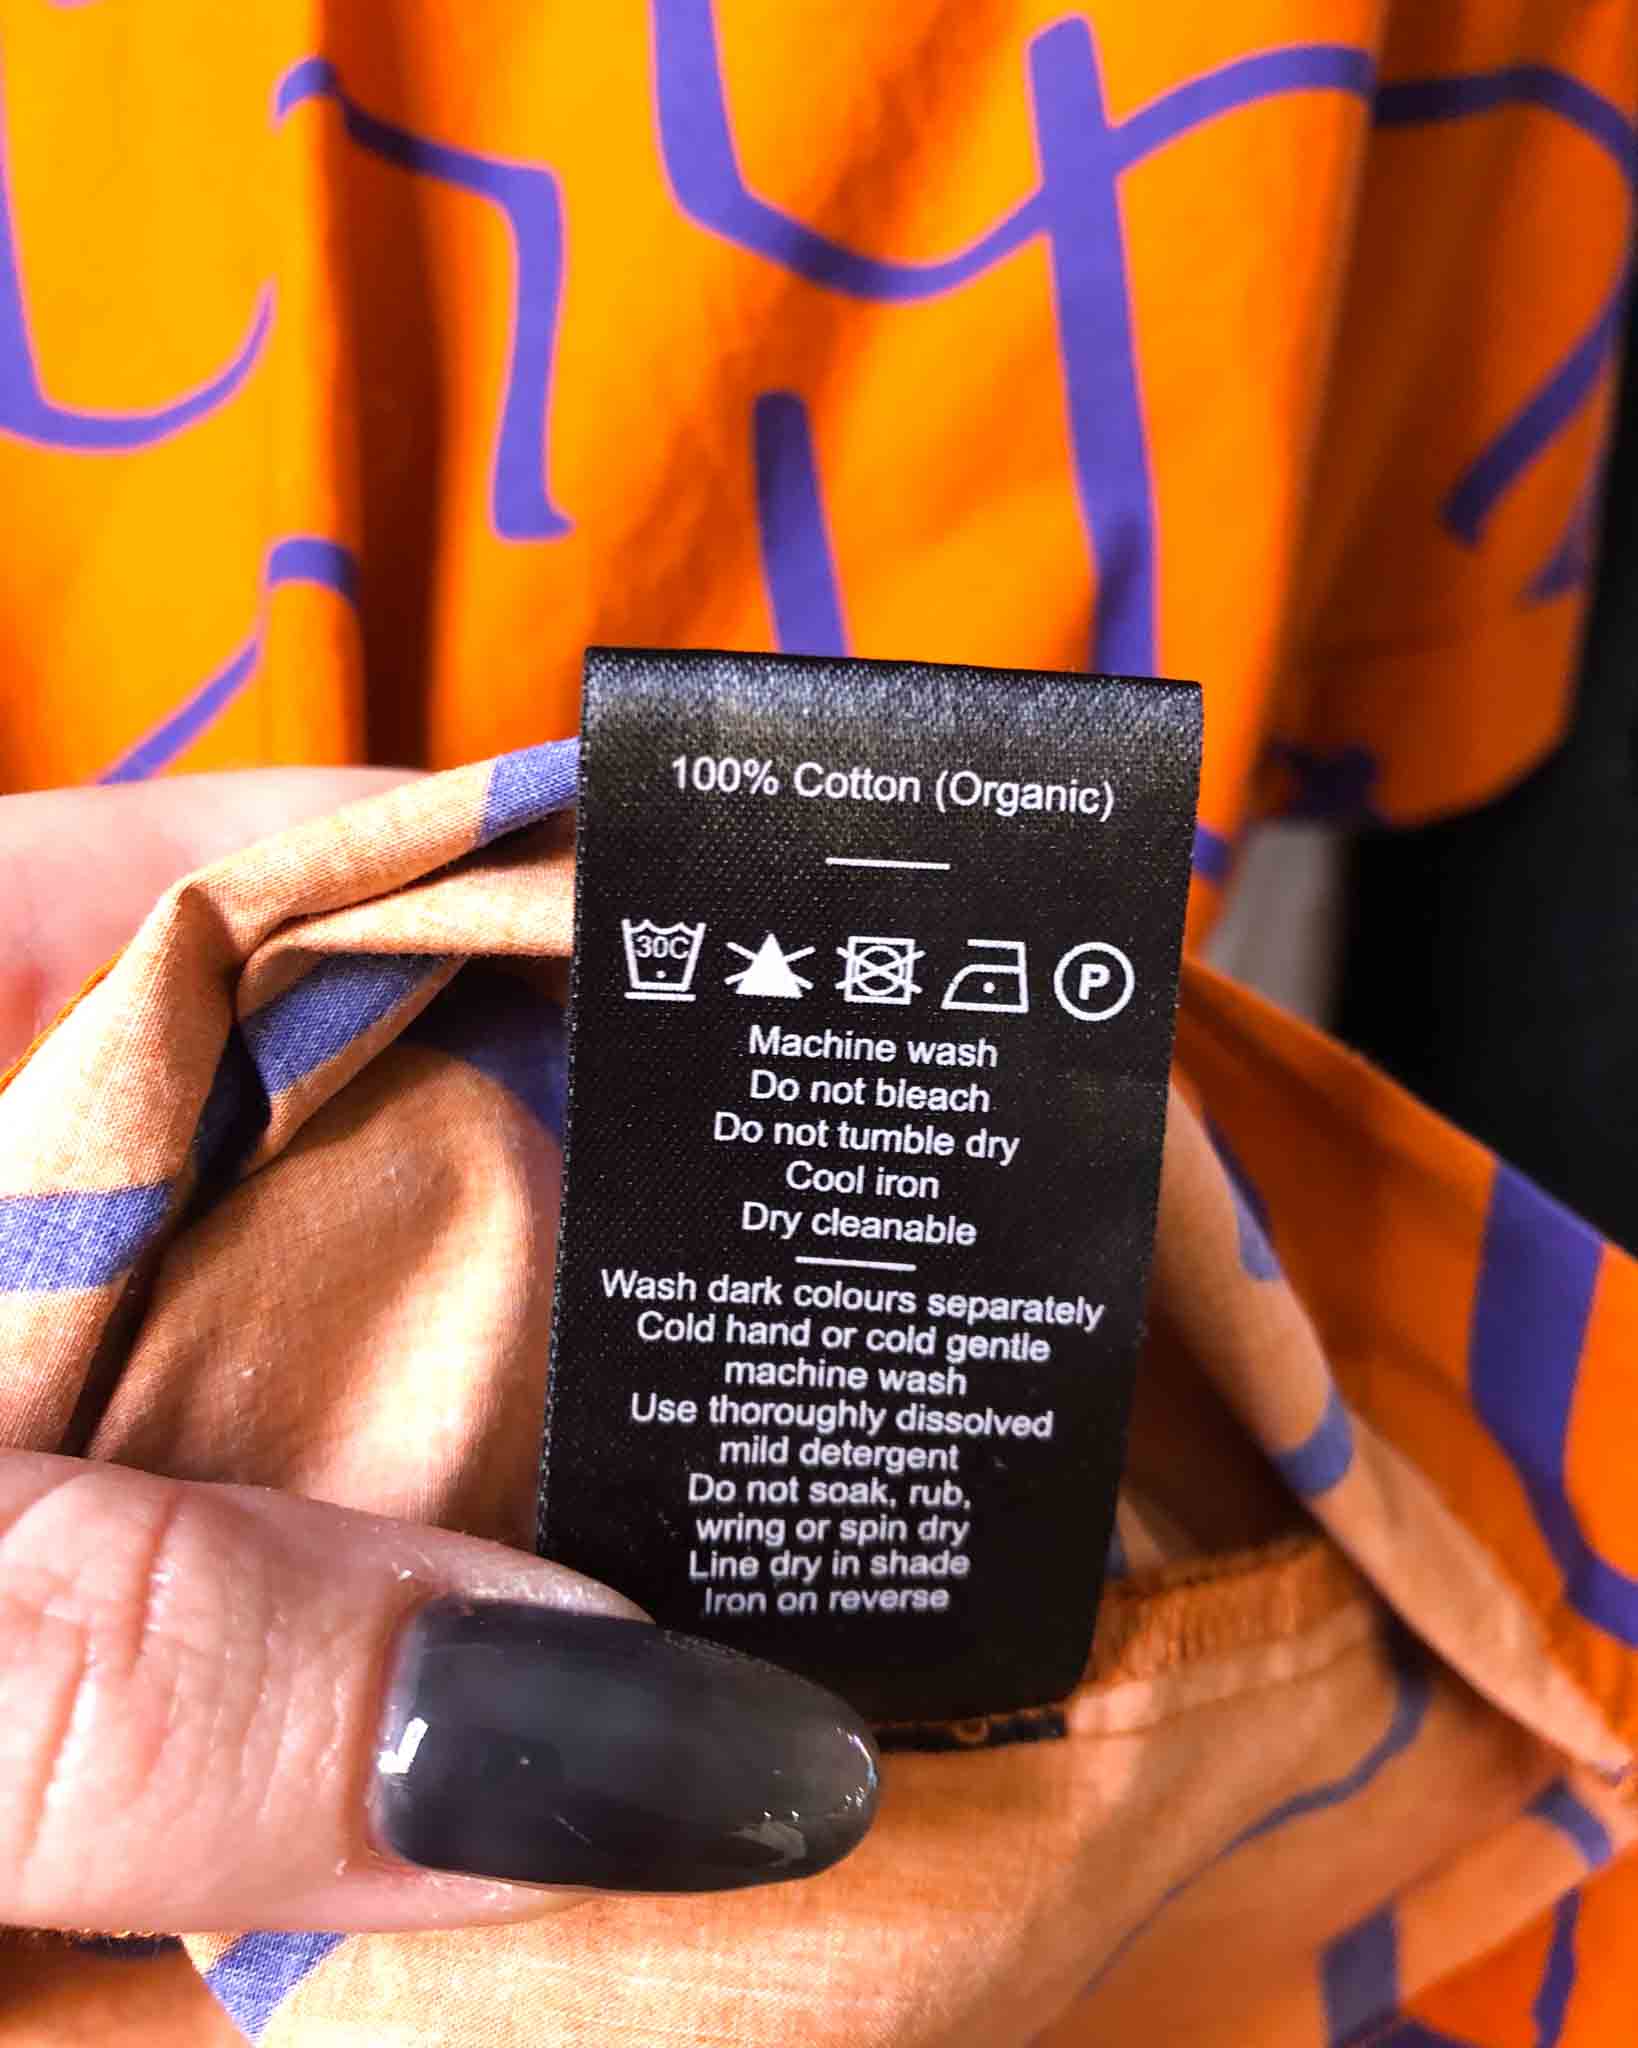 100% Cotton (Organic)
30C
P
Machine wash
Do not bleach
Do not tumble dry
Cool iron
Dry cleanable
Wash dark colours separately
Cold hand or cold gentle
machine wash
Use thoroughly dissolved
mild detergent
Do not soak, rub,
wring or spin dry
Line dry in shade
Iron on reverse